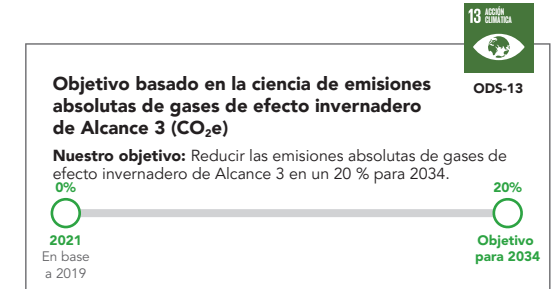 13 ACCIÓN
CLIMÁTICA
ODS-13
Objetivo basado en la ciencia de emisiones
absolutas de gases de efecto invernadero
de Alcance 3 (CO₂e)
Nuestro objetivo: Reducir las emisiones absolutas de gases de
efecto invernadero de Alcance 3 en un 20 % para 2034.
0%
20%
2021
En base
a 2019
Objetivo
para 2034